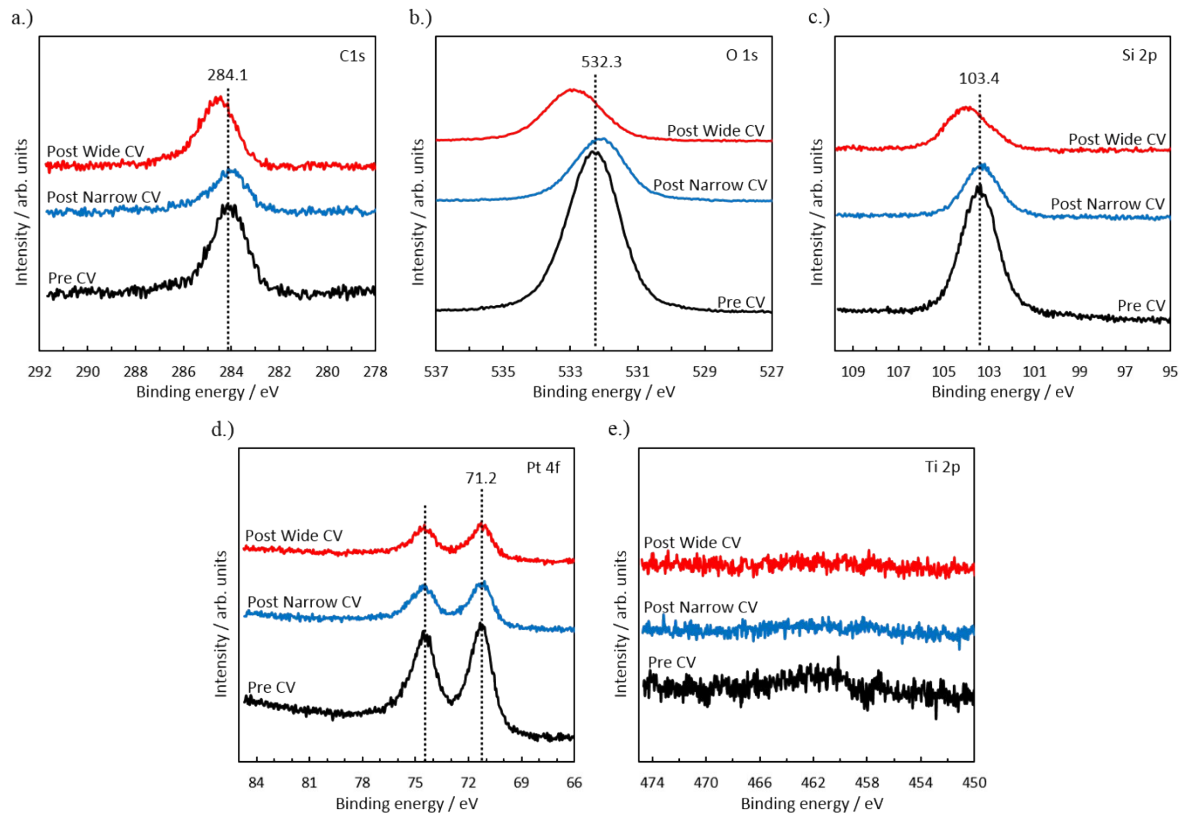 a.)
C1s
284.1
Post Wide CV
Post Narrow CV
Pre CV
Intensity / arb. units
292 290 288 286 284 282 280 278
Binding energy / eV
b.)
O 1s
532.3
Post Wide CV
Post Narrow CV
Pre CV
Intensity / arb. units
537 535 533 531 529 527
Binding energy / eV
c.)
Si 2p
103.4
Post Wide CV
Post Narrow CV
Pre CV
Intensity / arb. units
109 107 105 103 101 99 97 95
Binding energy / eV
d.)
Pt 4f
71.2
Post Wide CV
Post Narrow CV
Pre CV
Intensity / arb. units
84 81 78 75 72 69 66
Binding energy / eV
e.)
Ti 2p
Post Wide CV
Post Narrow CV
Pre CV
Intensity / arb. units
474 470 466 462 458 454 450
Binding energy / eV